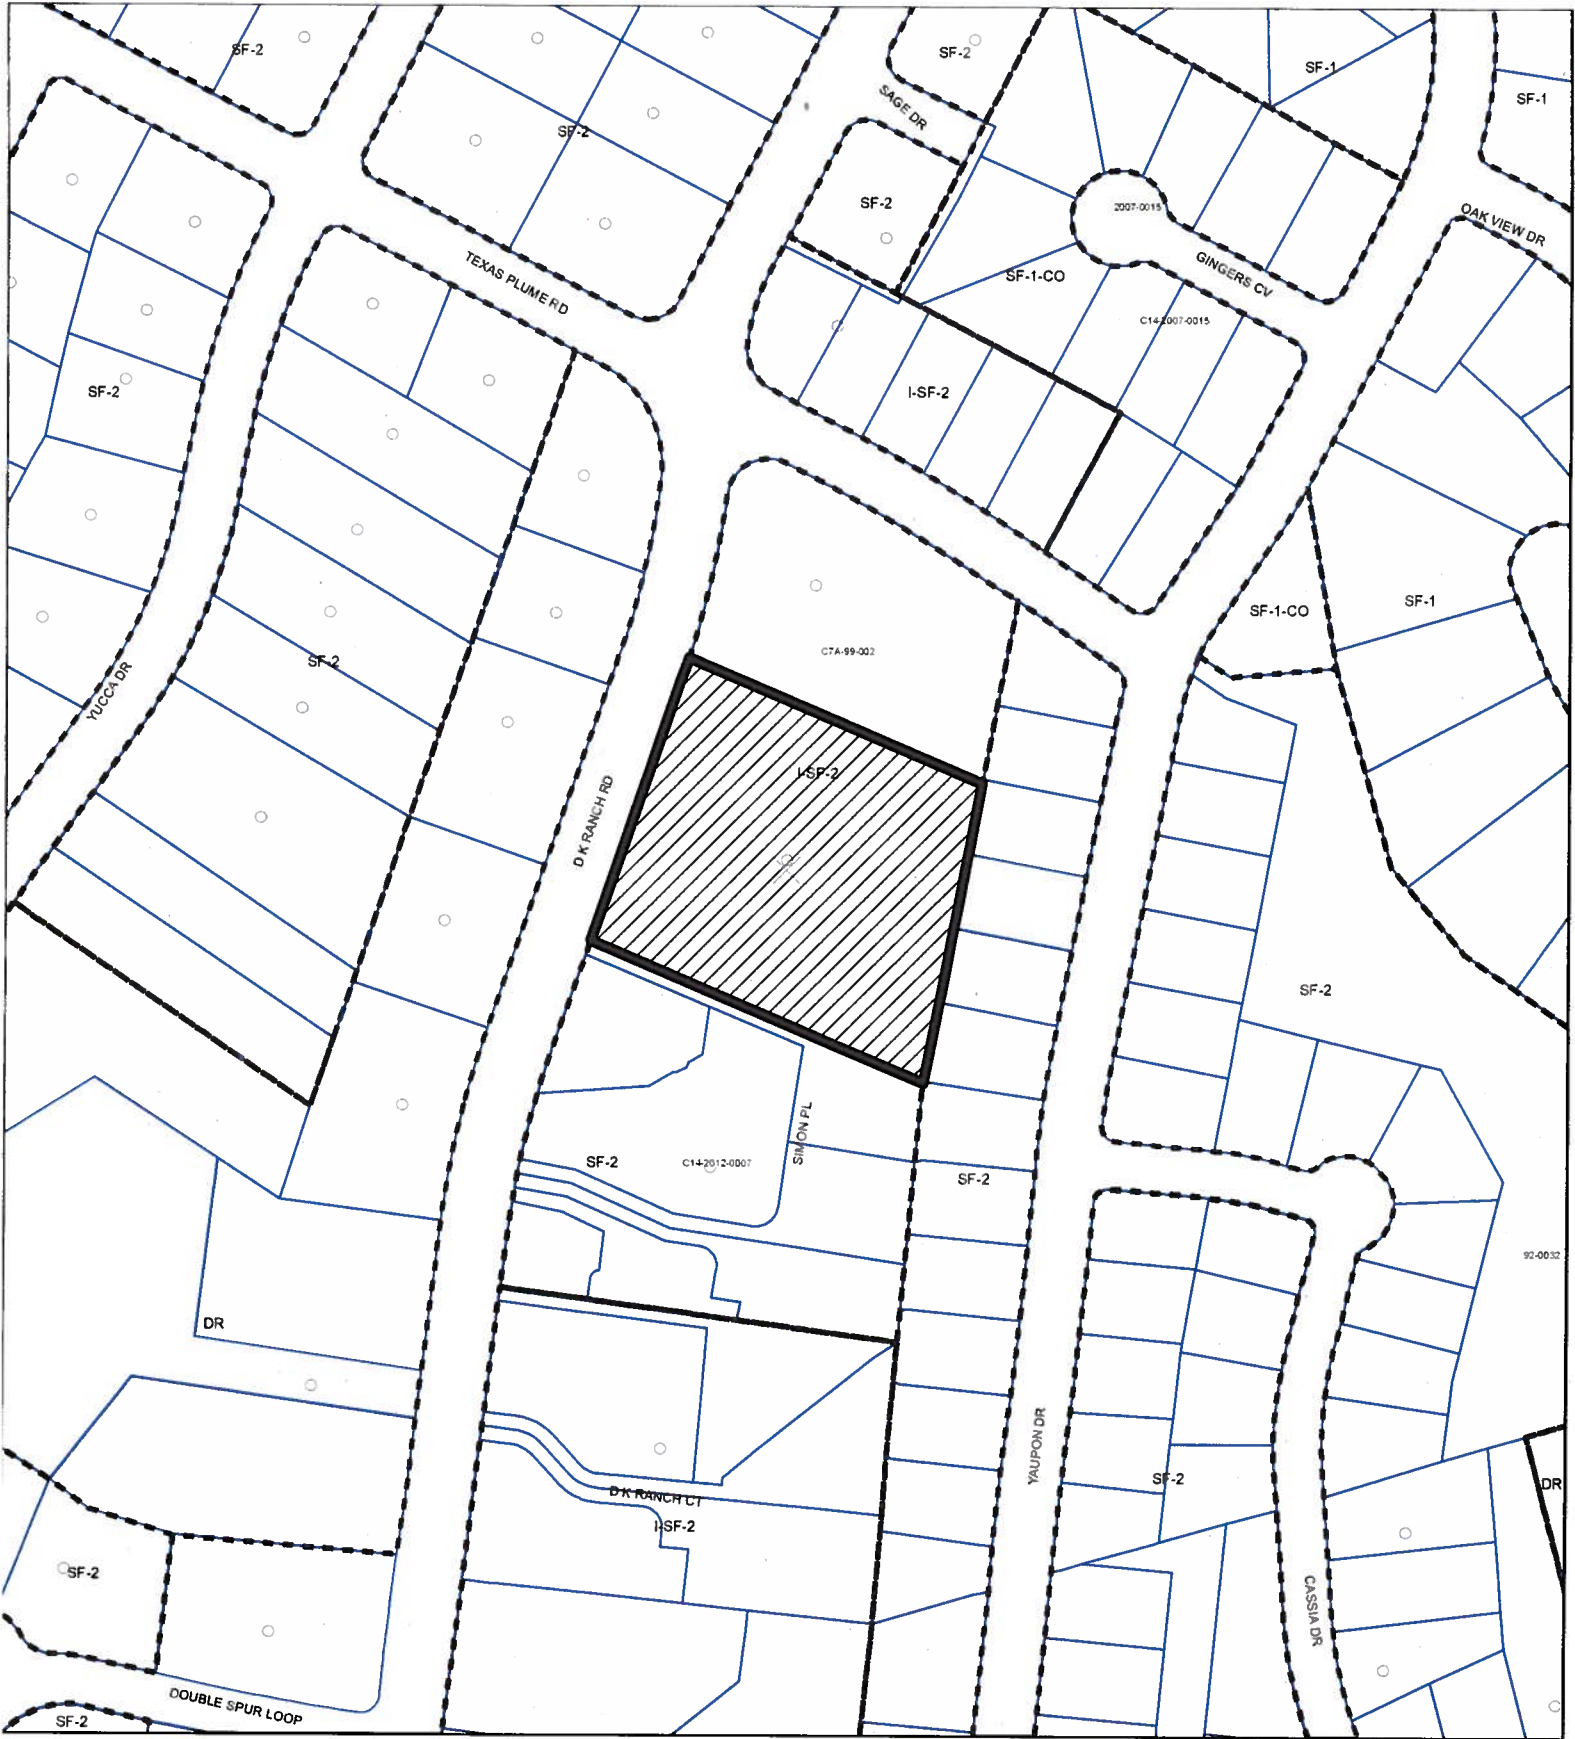 SF-2
SF-2
SF-1
SF-1
SAGE DR
SF-2
SF-2
2007-0015
OAK VIEW DR
GINGERS CV
SF-1-CO
TEXAS PLUME RD
C14-2007-0015
SF-2
I-SF-2
SF-1-CO
SF-1
C7A-99-002
SF-2
YUCCA DR
I-SF-2
D K RANCH RD
SF-2
SIMON PL
SF-2
C14-2012-0007
SF-2
92-0032
DR
YAUPON DR
SF-2
DR
D K RANCH CT
I-SF-2
SF-2
CASSIA DR
DOUBLE SPUR LOOP
SF-2